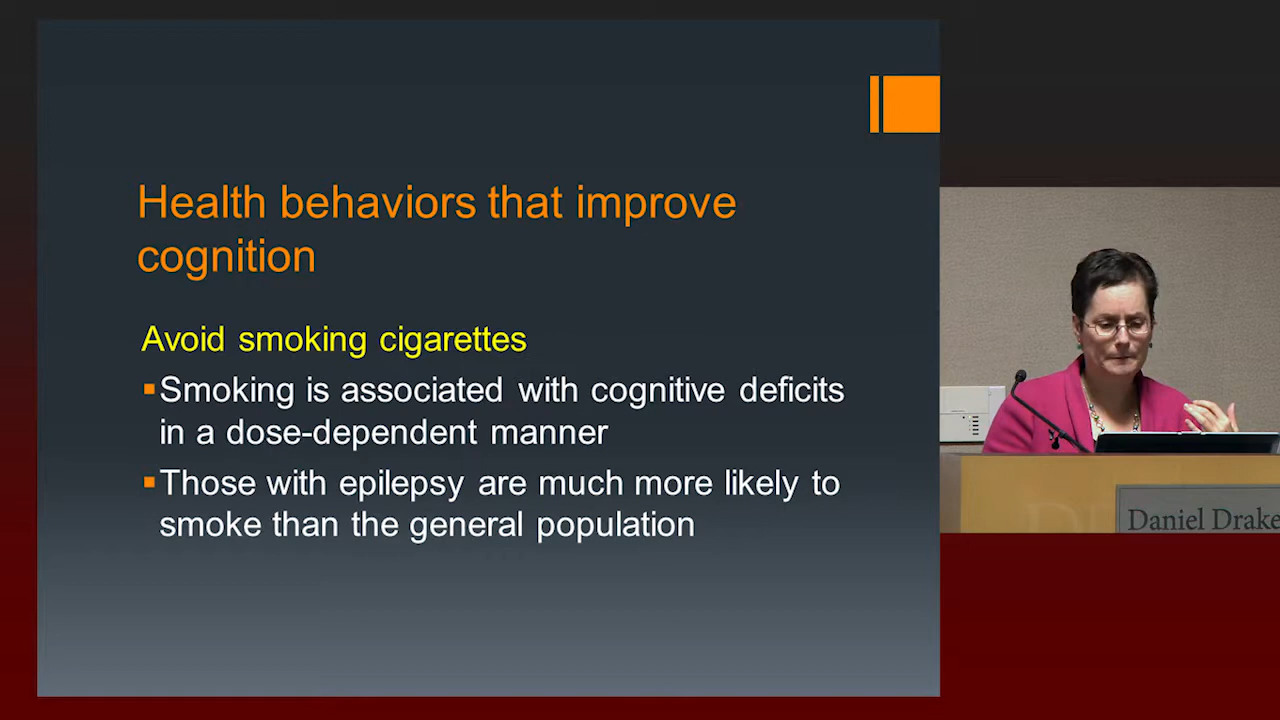 Health behaviors that improve
cognition
Avoid smoking cigarettes
▪Smoking is associated with cognitive deficits
in a dose-dependent manner
▪Those with epilepsy are much more likely to
smoke than the general population
Daniel Drake